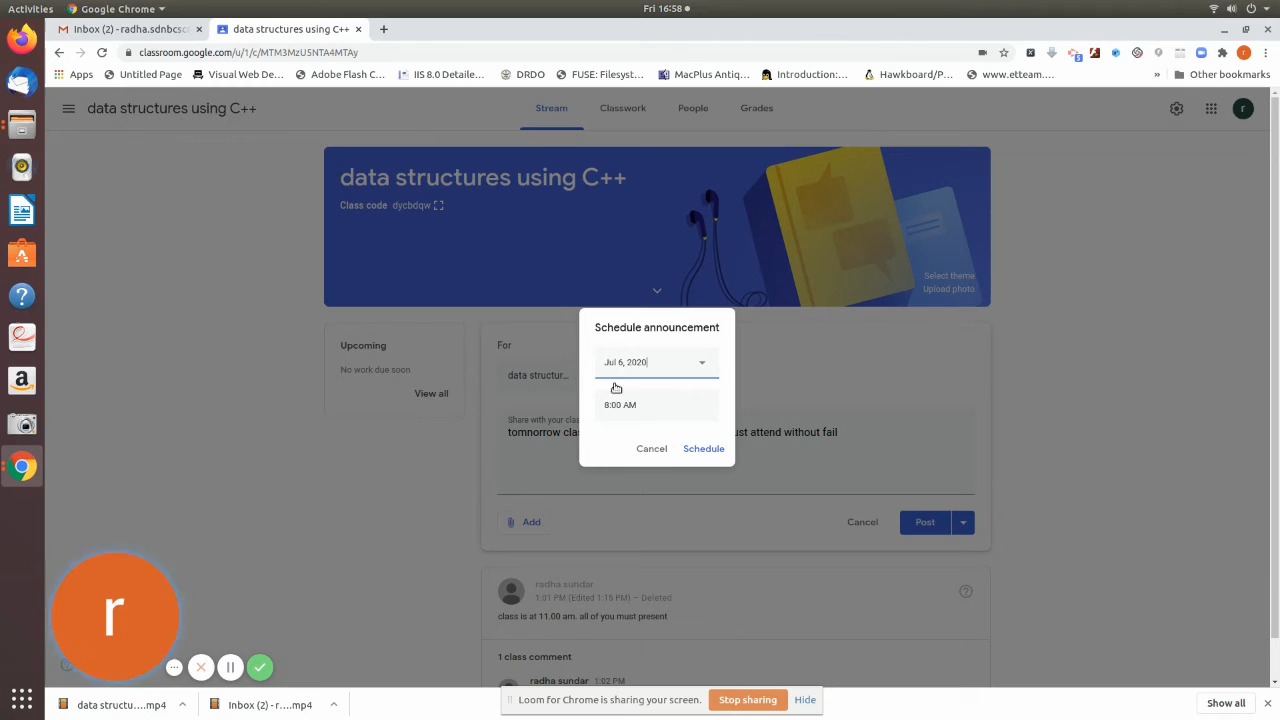 Activities
Google Chrome
Fri 16:58
Inbox (2) - radha.sdnbcsc
data structures using C++
classroom.google.com/u/1/c/MTM3MzU5NTA4MTAy
Apps
Untitled Page
Visual Web De...
Adobe Flash C...
IIS 8.0 Detaile...
DRDO
FUSE: Filesyst...
MacPlus Antiq...
Introduction:...
Hawkboard/P...
www.etteam....
Other bookmarks
data structures using C++
Stream
Classwork
People
Grades
r
data structures using C++
Class code dycbdqw
Select theme
Upload photo
Upcoming
No work due soon
View all
For
data structur...
Schedule announcement
Jul 6, 2020
8:00 AM
Cancel
Schedule
Share with your class
tomnorrow clas
ust attend without fail
Add
Cancel
Post
radha sundar
1:01 PM (Edited 1:15 PM) – Deleted
class is at 11.00 am. all of you must present
1 class comment
radha sundar 1:02 PM
r
Loom for Chrome is sharing your screen.
Stop sharing
Hide
data structu....mp4
Inbox (2) - r....mp4
Show all